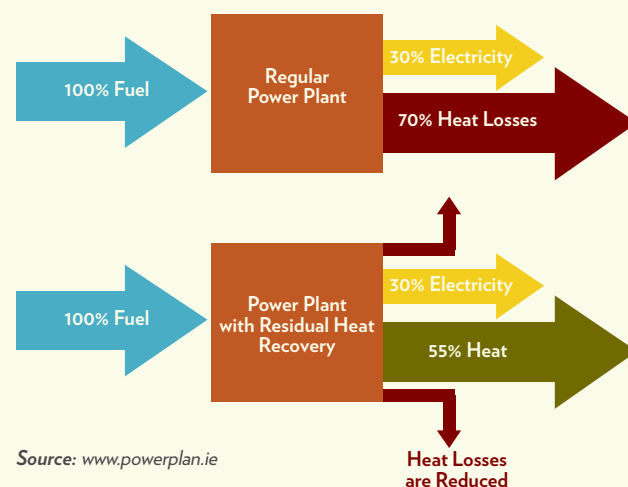 100% Fuel
Regular
Power Plant
30% Electricity
70% Heat Losses
100% Fuel
Power Plant
with Residual Heat
Recovery
30% Electricity
55% Heat
Source: www.powerplan.ie
Heat Losses
are Reduced